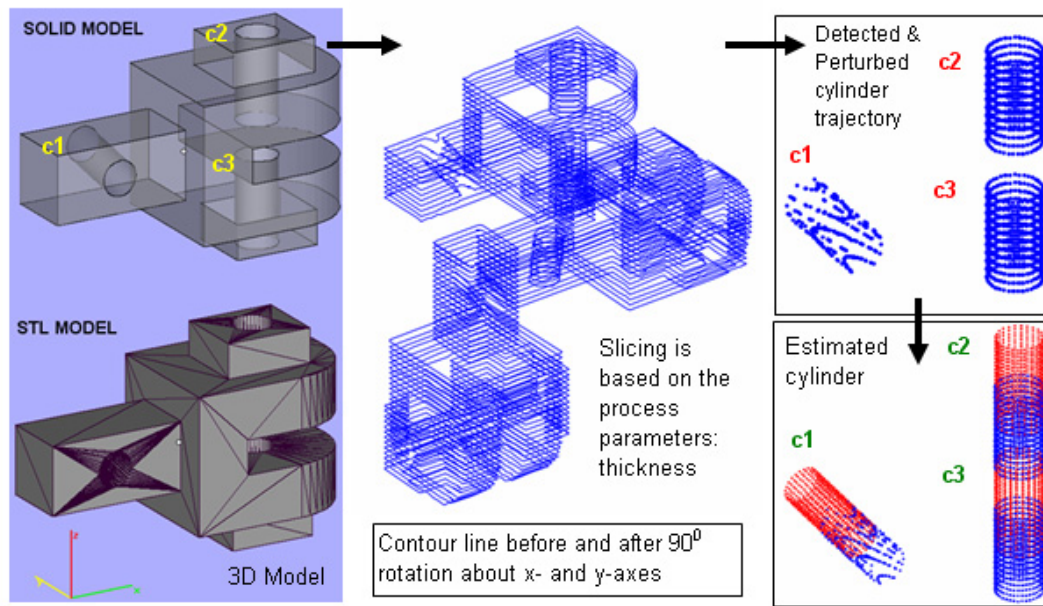 SOLID MODEL
c2
c1
c3
STL MODEL
z
x
3D Model
Slicing is
based on the
process
parameters:
thickness
Contour line before and after 90⁰
rotation about x- and y-axes
Detected &
Perturbed
cylinder
trajectory
c2
c1
c3
Estimated
cylinder
c2
c1
c3